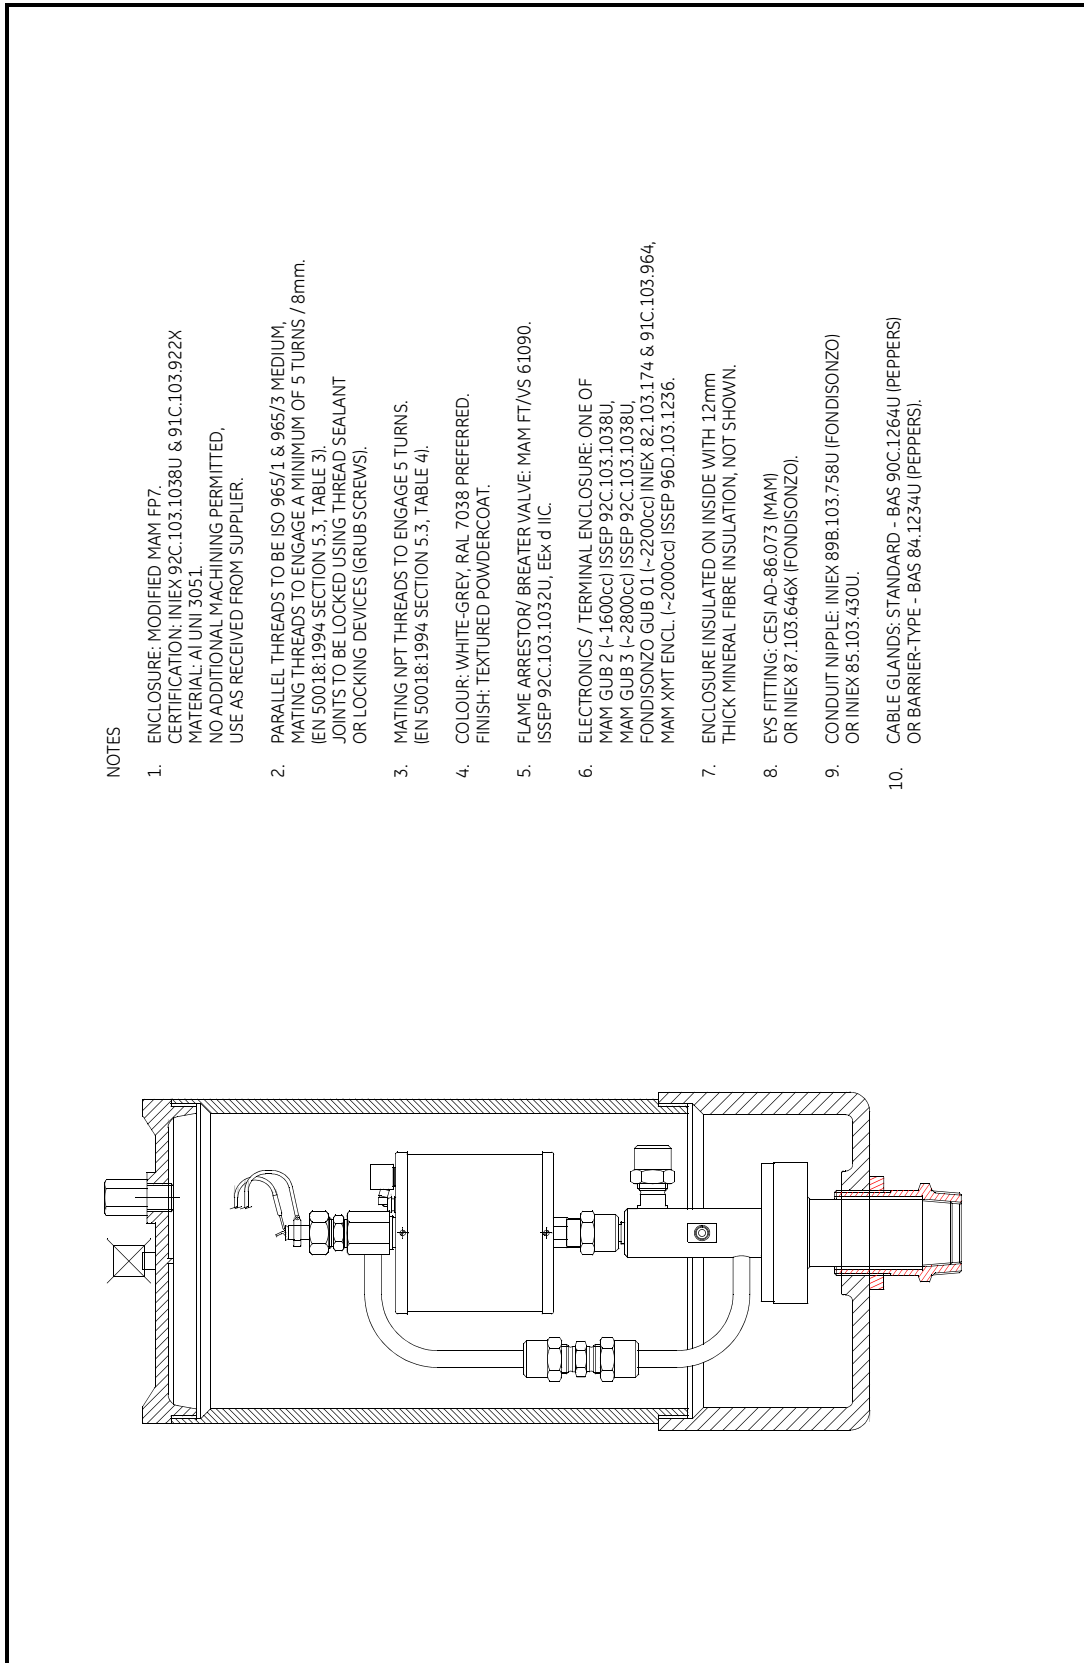 NOTES
1. ENCLOSURE: MODIFIED MAM FP7.
CERTIFICATION: INIEX 92C.103.1038U & 91C.103.922X
MATERIAL: Al UNI 3051.
NO ADDITIONAL MACHINING PERMITTED,
USE AS RECEIVED FROM SUPPLIER.
2. PARALLEL THREADS TO BE ISO 965/1 & 965/3 MEDIUM,
MATING THREADS TO ENGAGE A MINIMUM OF 5 TURNS / 8mm.
(EN 50018:1994 SECTION 5.3, TABLE 3).
JOINTS TO BE LOCKED USING THREAD SEALANT
OR LOCKING DEVICES (GRUB SCREWS).
3. MATING NPT THREADS TO ENGAGE 5 TURNS.
(EN 50018:1994 SECTION 5.3, TABLE 4).
4. COLOUR: WHITE-GREY, RAL 7038 PREFERRED.
FINISH: TEXTURED POWDERCOAT.
5. FLAME ARRESTOR/ BREATER VALVE: MAM FT/VS 61090.
ISSEP 92C.103.1032U, EEx d IIC.
6. ELECTRONICS / TERMINAL ENCLOSURE: ONE OF
MAM GUB 2 (~1600cc) ISSEP 92C.103.1038U,
MAM GUB 3 (~2800cc) ISSEP 92C.103.1038U,
FONDISONZO GUB 01 (~2200cc) INIEX 82.103.174 & 91C.103.964,
MAM XMT ENCL. (~2000cc) ISSEP 96D.103.1236.
7. ENCLOSURE INSULATED ON INSIDE WITH 12mm
THICK MINERAL FIBRE INSULATION, NOT SHOWN.
8. EYS FITTING: CESI AD-86.073 (MAM)
OR INIEX 87.103.646X (FONDISONZO).
9. CONDUIT NIPPLE: INIEX 89B.103.758U (FONDISONZO)
OR INIEX 85.103.430U.
10. CABLE GLANDS: STANDARD - BAS 90C.1264U (PEPPERS)
OR BARRIER-TYPE - BAS 84.1234U (PEPPERS).